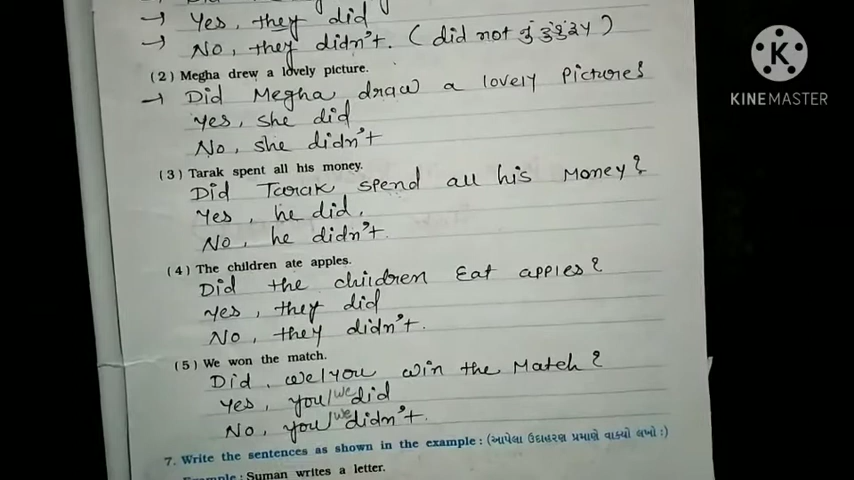 Yes, they did
No, they didn't. ( did not નું ટૂંકું રૂપ )
(2) Megha drew a lovely picture.
Did Megha draw a lovely Picture?
Yes, she did
No, she didn't
(3) Tarak spent all his money.
Did Tarak spend all his Money?
Yes, he did.
No, he didn't.
(4) The children ate apples.
Did the children Eat apples?
Yes, they did
No, they didn't.
(5) We won the match.
Did we/you win the Match?
Yes, you/we did
No, you/we didn't.
7. Write the sentences as shown in the example : (આપેલા ઉદાહરણ પ્રમાણે વાક્યો લખો :)
Example : Suman writes a letter.
K
KINEMASTER